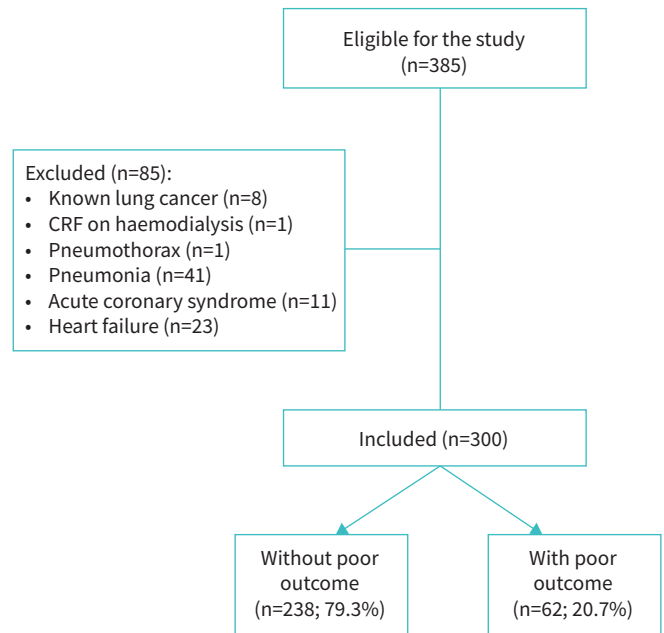 Eligible for the study
(n=385)
Excluded (n=85):
• Known lung cancer (n=8)
• CRF on haemodialysis (n=1)
• Pneumothorax (n=1)
• Pneumonia (n=41)
• Acute coronary syndrome (n=11)
• Heart failure (n=23)
Included (n=300)
Without poor
outcome
(n=238; 79.3%)
With poor
outcome
(n=62; 20.7%)